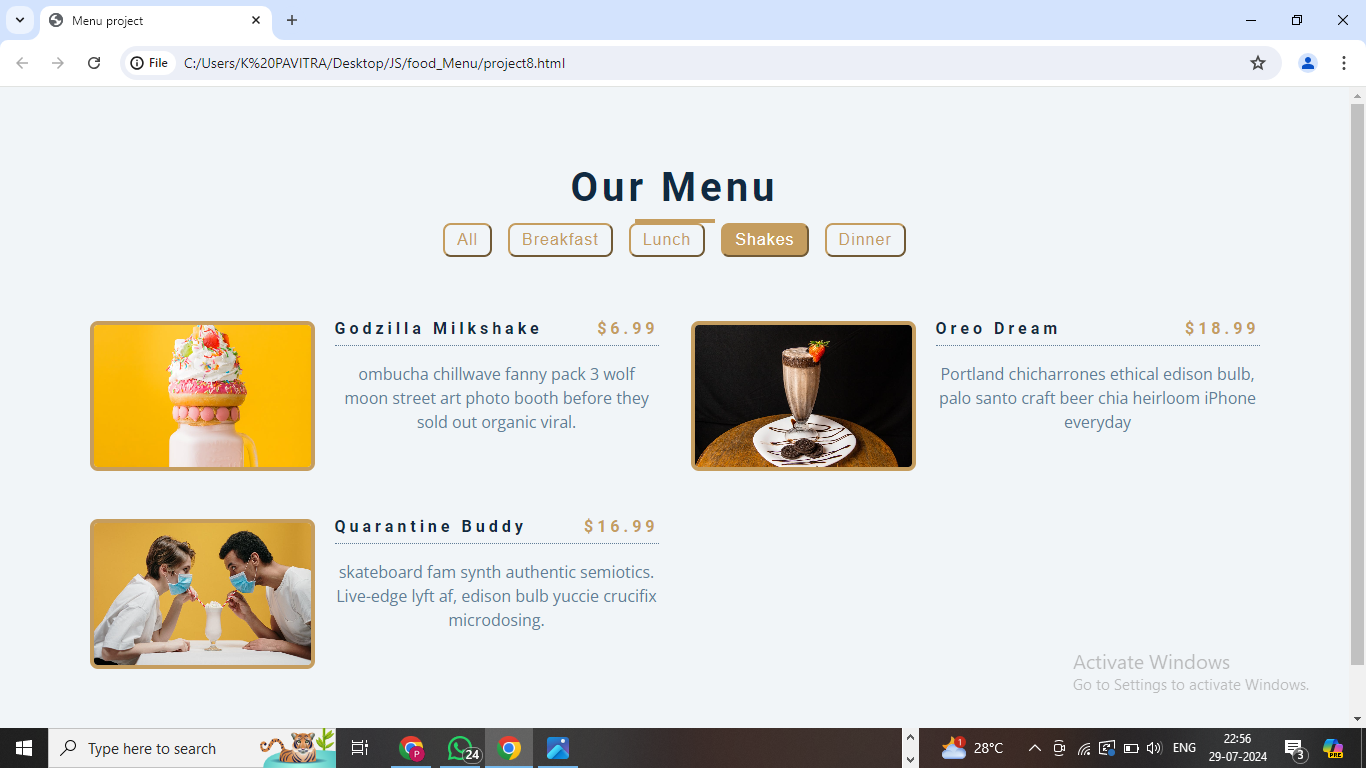 Menu project
File
C:/Users/K%20PAVITRA/Desktop/JS/food_Menu/project8.html
Our Menu
All
Breakfast
Lunch
Shakes
Dinner
Godzilla Milkshake $6.99
ombucha chillwave fanny pack 3 wolf
moon street art photo booth before they
sold out organic viral.
Oreo Dream $18.99
Portland chicharrones ethical edison bulb,
palo santo craft beer chia heirloom iPhone
everyday
Quarantine Buddy $16.99
skateboard fam synth authentic semiotics.
Live-edge lyft af, edison bulb yuccie crucifix
microdosing.
Activate Windows
Go to Settings to activate Windows.
Type here to search
P
24
1
28°C
ENG
22:56
29-07-2024
3
PRE